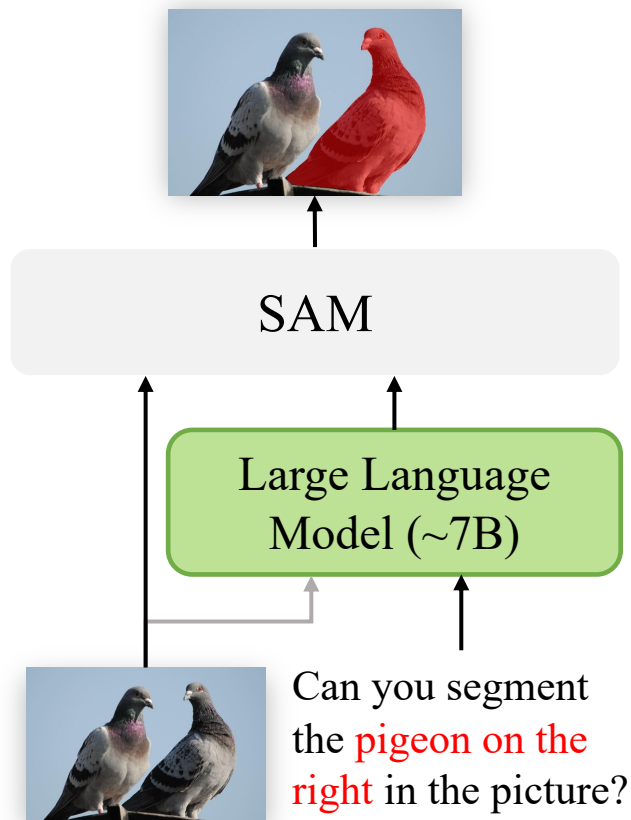 SAM
Large Language
Model (~7B)
Can you segment
the pigeon on the
right in the picture?